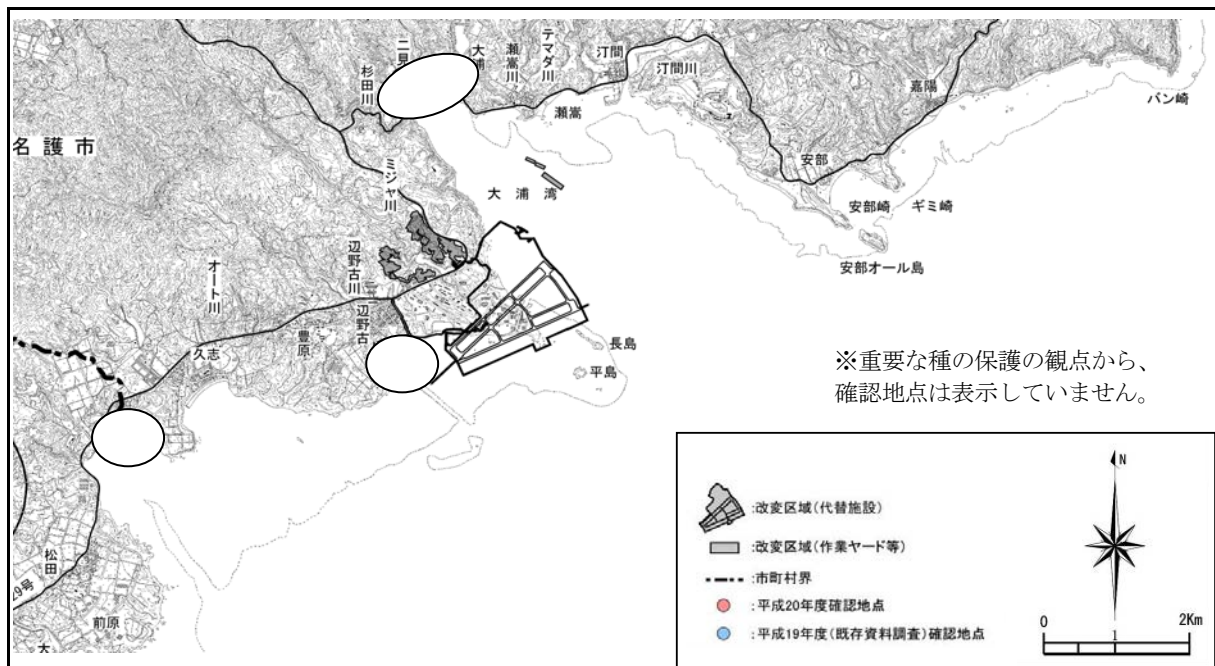 名護市
杉田川
二見
大浦
瀬嵩川
テマダ川
汀間
汀間川
瀬嵩
嘉陽
バン崎
安部
安部崎
ギミ崎
安部オール島
大浦湾
ミジャ川
辺野古川
オート川
久志
豊原
辺野古
長島
平島
松田
前原
大
29号
※重要な種の保護の観点から、
確認地点は表示していません。
:改変区域(代替施設)
:改変区域(作業ヤード等)
:市町村界
:平成20年度確認地点
:平成19年度(既存資料調査)確認地点
N
0 1 2Km